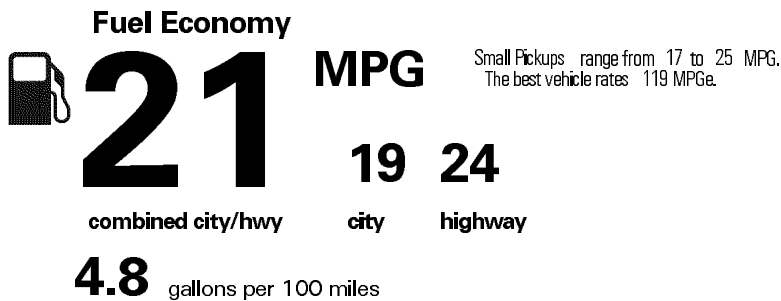 Fuel Economy
21 MPG
Small Pickups range from 17 to 25 MPG.
The best vehicle rates 119 MPGe.
19 24
combined city/hwy city highway
4.8 gallons per 100 miles